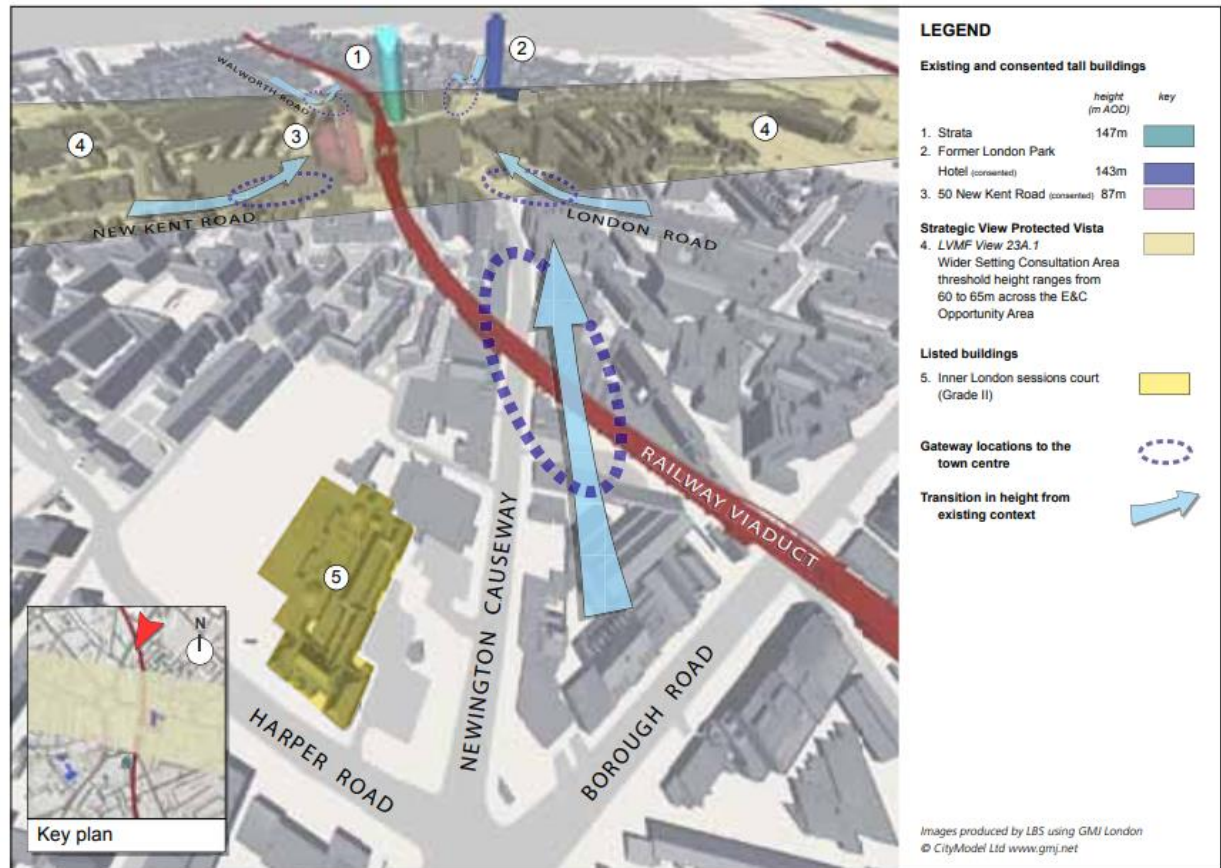 1
2
WALWORTH ROAD
3
4
4
NEW KENT ROAD
LONDON ROAD
RAILWAY VIADUCT
NEWINGTON CAUSEWAY
5
HARPER ROAD
BOROUGH ROAD
N
Key plan
LEGEND
Existing and consented tall buildings
height key
(m AOD)
1. Strata 147m
2. Former London Park
Hotel (consented) 143m
3. 50 New Kent Road (consented) 87m
Strategic View Protected Vista
4. LVMF View 23A.1
Wider Setting Consultation Area
threshold height ranges from
60 to 65m across the E&C
Opportunity Area
Listed buildings
5. Inner London sessions court
(Grade II)
Gateway locations to the
town centre
Transition in height from
existing context
Images produced by LBS using GMJ London
© CityModel Ltd www.gmj.net